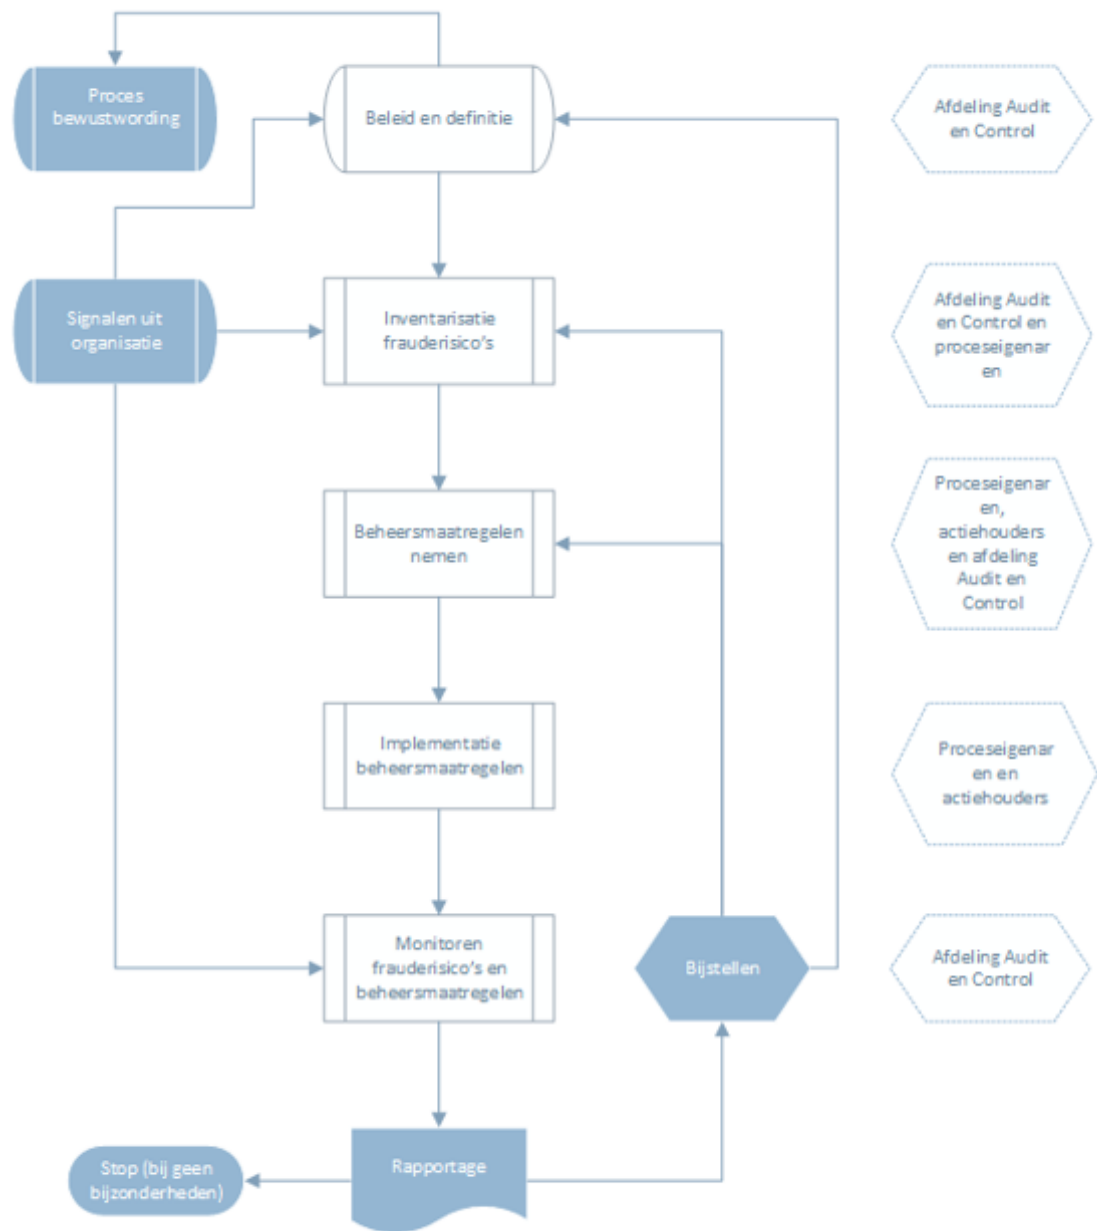 Proces
bewustwording
Beleid en definitie
Afdeling Audit
en Control
Signalen uit
organisatie
Inventarisatie
frauderisico's
Afdeling Audit
en Control en
proceseigenar
en
Beheersmaatregelen
nemen
Proceseigenar
en,
actiehouders
en afdeling
Audit en
Control
Implementatie
beheersmaatregelen
Proceseigenar
en en
actiehouders
Monitoren
frauderisico's en
beheersmaatregelen
Bijstellen
Afdeling Audit
en Control
Stop (bij geen
bijzonderheden)
Rapportage